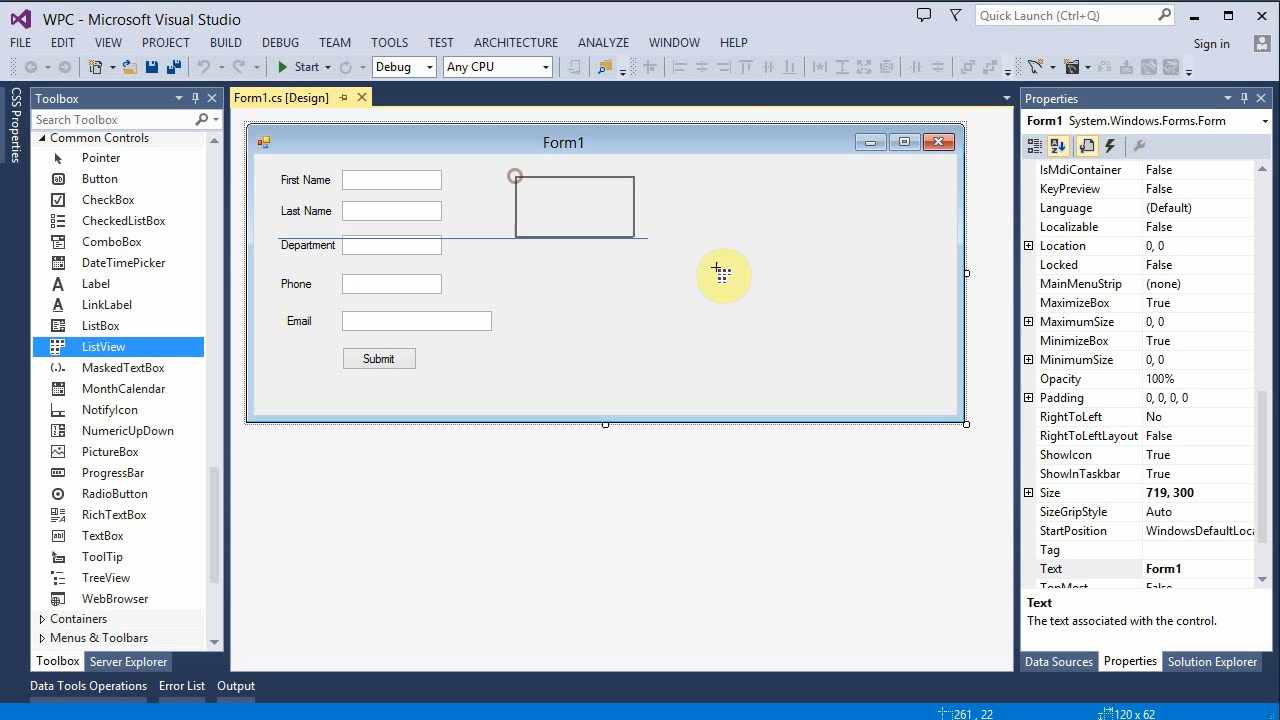 WPC - Microsoft Visual Studio
Quick Launch (Ctrl+Q)
FILE EDIT VIEW PROJECT BUILD DEBUG TEAM TOOLS TEST ARCHITECTURE ANALYZE WINDOW HELP
Sign in
Start Debug Any CPU
CSS Properties
Toolbox
Search Toolbox
Common Controls
Pointer
Button
CheckBox
CheckedListBox
ComboBox
DateTimePicker
A Label
A LinkLabel
ListBox
ListView
(.). MaskedTextBox
MonthCalendar
NotifyIcon
NumericUpDown
PictureBox
ProgressBar
RadioButton
RichTextBox
abl TextBox
ToolTip
TreeView
WebBrowser
Containers
Menus & Toolbars
Toolbox Server Explorer
Form1.cs [Design]
Form1
First Name
Last Name
Department
Phone
Email
Submit
Properties
Form1 System.Windows.Forms.Form
IsMdiContainer False
KeyPreview False
Language (Default)
Localizable False
Location 0, 0
Locked False
MainMenuStrip (none)
MaximizeBox True
MaximumSize 0, 0
MinimizeBox True
MinimumSize 0, 0
Opacity 100%
Padding 0, 0, 0, 0
RightToLeft No
RightToLeftLayout False
ShowIcon True
ShowInTaskbar True
Size 719, 300
SizeGripStyle Auto
StartPosition WindowsDefaultLoca
Tag
Text Form1
TopMost False
Text
The text associated with the control.
Data Sources Properties Solution Explorer
Data Tools Operations Error List Output
261 , 22 120 x 62